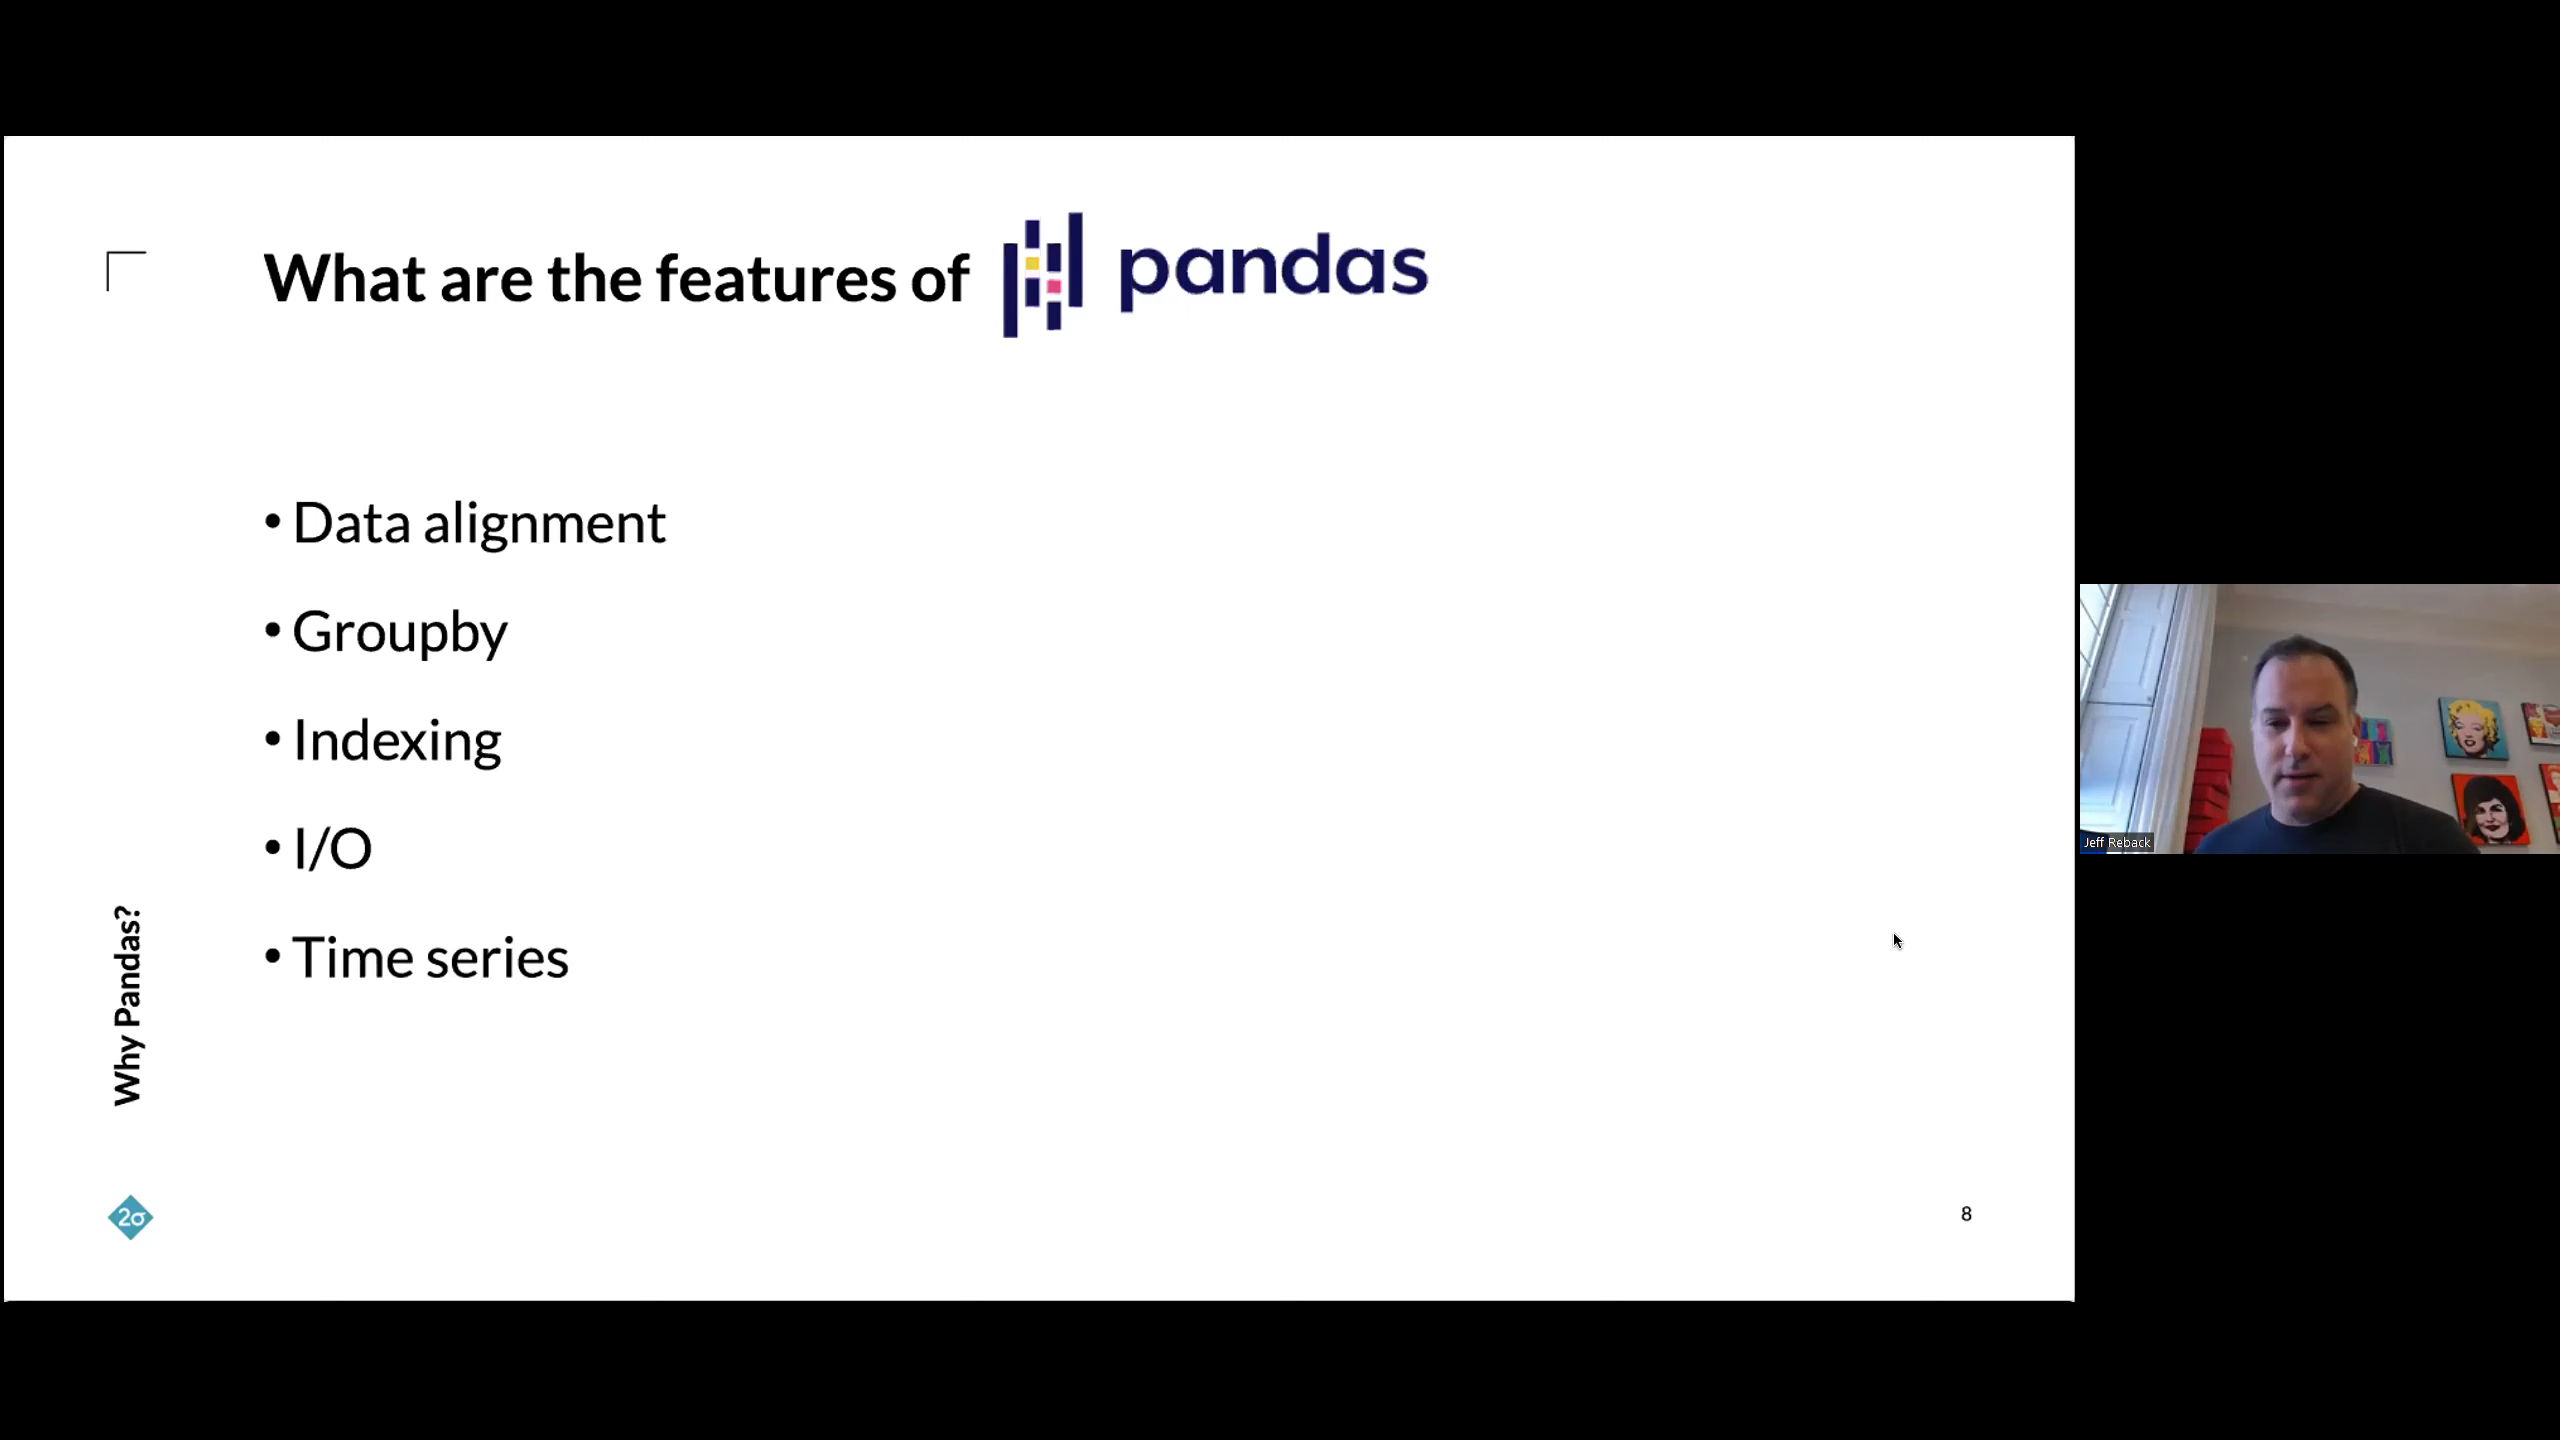 What are the features of pandas
• Data alignment
• Groupby
• Indexing
• I/O
• Time series
Why Pandas?
2σ
8
Jeff Reback